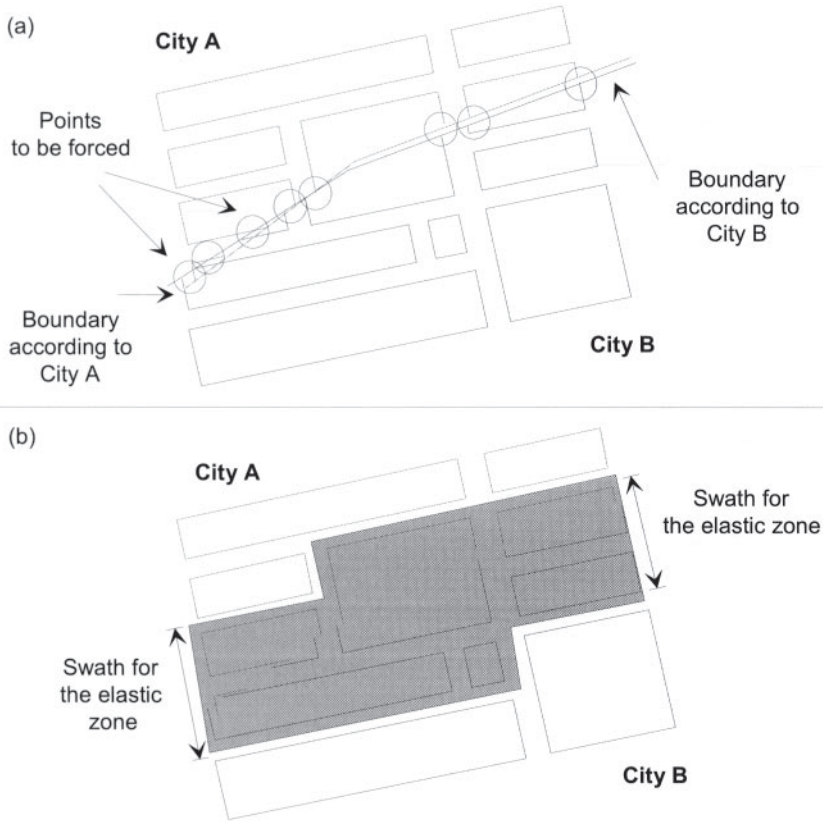 (a)
City A
Points
to be forced
Boundary
according to
City B
Boundary
according to
City A
City B
(b)
City A
Swath for
the elastic zone
Swath for
the elastic
zone
City B